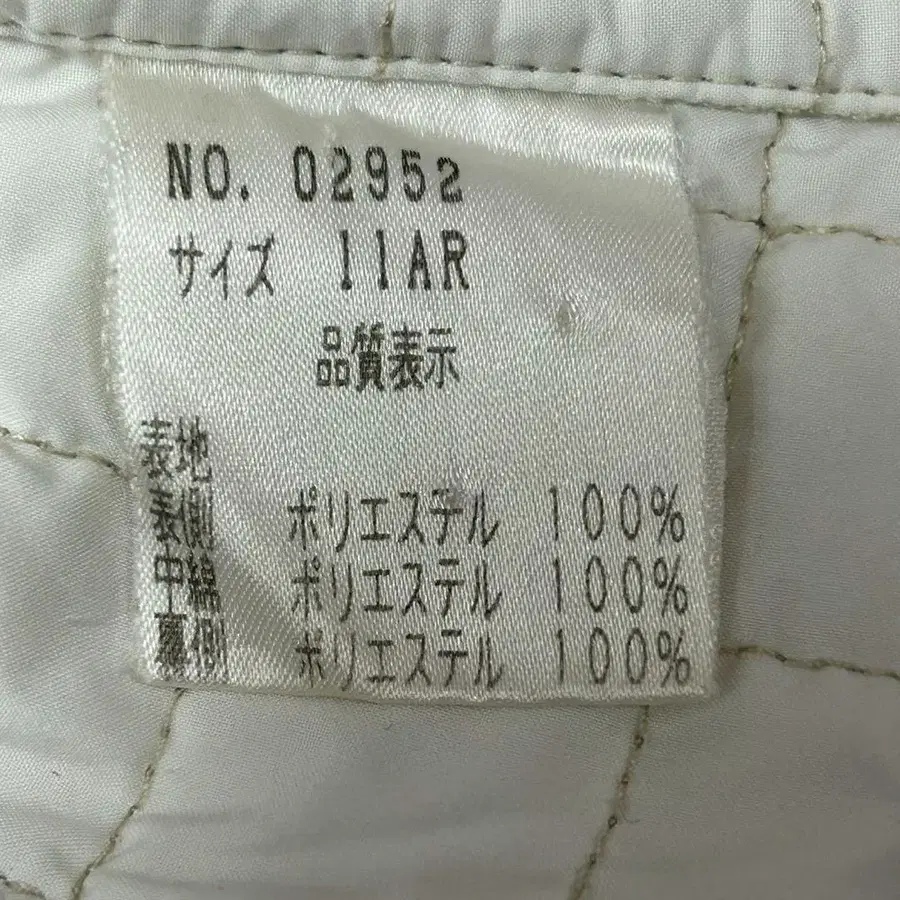 NO. 02952
サイズ 11AR
品質表示
表地
表側 ポリエステル 100%
中綿 ポリエステル 100%
裏側 ポリエステル 100%